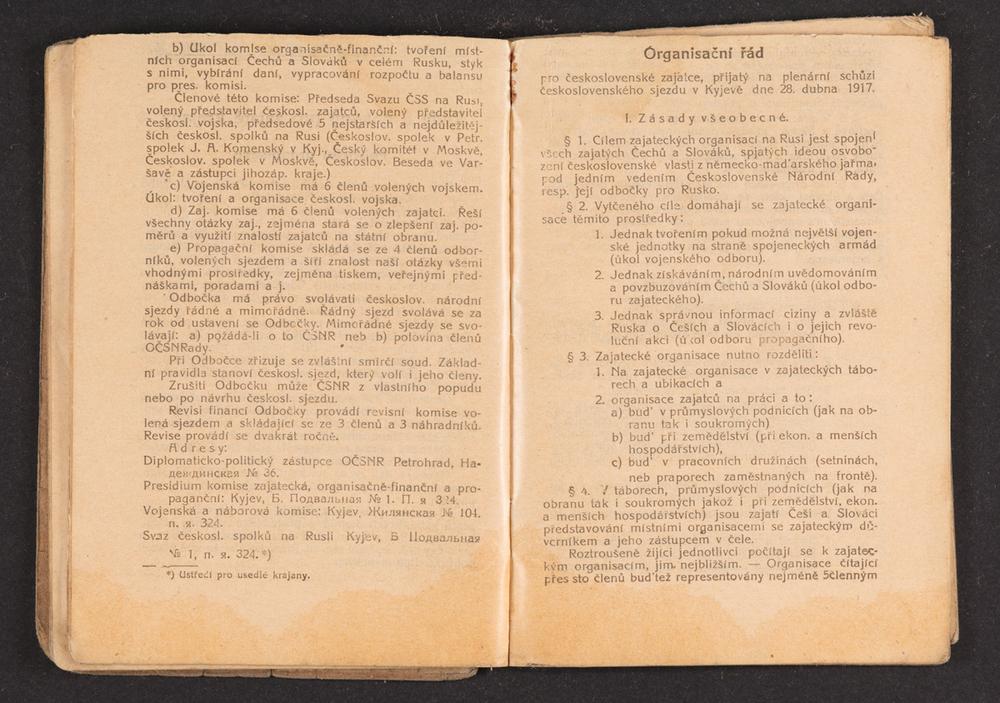 b) Úkol komise organisačně-finanční: tvoření míst-
ních organisací Čechů a Slováků v celém Rusku, styk
s nimi, vybírání daní, vypracování rozpočtu a balansu
pro pres. komisi.
Členové této komise: Předseda Svazu ČSS na Rusi,
volený představitel českosl. zajatců, volený představitel
českosl. vojska, předsedové 5 nejstarších a nejdůležitěj-
ších českosl. spolků na Rusi (Českoslov. spolek v Petr.
spolek J. A. Komenský v Kyj., Český komitét v Moskvě,
Českoslov. spolek v Moskvě, Českoslov. Beseda ve Var-
šavě a zástupci jihozáp. kraje.)
c) Vojenská komise má 6 členů volených vojskem.
Úkol: tvoření a organisace českosl. vojska.
d) Zaj. komise má 6 členů volených zajatci. Řeší
všechny otázky zaj., zejména stará se o zlepšení zaj. po-
měrů a využití znalostí zajatců na státní obranu.
e) Propagační komise skládá se ze 4 členů odbor-
níků, volených sjezdem a šíří znalost naší otázky všemi
vhodnými prostředky, zejména tiskem, veřejnými před-
náškami, poradami a j.
Odbočka má právo svolávati českoslov. národní
sjezdy řádné a mimořádné. Řádný sjezd svolává se za
rok od ustavení se Odbočky. Mimořádné sjezdy se svo-
lávají: a) požádá-li o to ČSNR neb b) polovina členů
OČSNRady.
Při Odbočce zřizuje se zvláštní smírčí soud. Základ-
ní pravidla stanoví českosl. sjezd, který volí i jeho členy.
Zrušiti Odbočku může ČSNR z vlastního popudu
nebo po návrhu českosl. sjezdu.
Revisi financí Odbočky provádí revisní komise vo-
lená sjezdem a skládající se ze 3 členů a 3 náhradníků.
Revise provádí se dvakrát ročně.
Adresy:
Diplomaticko-politický zástupce OČSNR Petrohrad, На-
леждинская № 36.
Presidium komise zajatecká, organisačně-finanční a pro-
paganční: Kyjev, Б. Подвальная № 1. П. я 324.
Vojenská a náborová komise: Kyjev, Жилянская № 104.
п. я. 324.
Svaz českosl. spolků na Rusli Kyjev, Б Подвальная
№ 1, п. я. 324.*)
*) Ústředí pro usedlé krajany.
Organisační řád
pro československé zajatce, přijatý na plenární schůzi
československého sjezdu v Kyjevě dne 28. dubna 1917.
I. Zásady všeobecné.
§ 1. Cílem zajateckých organisací na Rusi jest spojení
všech zajatých Čechů a Slováků, spjatých ideou osvobo-
zení československé vlasti z německo-maďarského jařma,
pod jedním vedením Československé Národní Rady,
resp. její odbočky pro Rusko.
§ 2. Vytčeného cíle domáhají se zajatecké organi-
sace těmito prostředky:
1. Jednak tvořením pokud možná největší vojen-
ské jednotky na straně spojeneckých armád
(úkol vojenského odboru).
2. Jednak získáváním, národním uvědomováním
a povzbuzováním Čechů a Slováků (úkol odbo-
ru zajateckého).
3. Jednak správnou informací ciziny a zvláště
Ruska o Češích a Slovácích i o jejich revo-
luční akci (úkol odboru propagačního).
§ 3. Zajatecké organisace nutno rozděliti:
1. Na zajatecké organisace v zajateckých tábo-
rech a ubikacích a
2. organisace zajatců na práci a to:
a) buď v průmyslových podnicích (jak na ob-
ranu tak i soukromých)
b) buď při zemědělství (při ekon. a menších
hospodářstvích),
c) buď v pracovních družinách (setninách,
neb praporech zaměstnaných na frontě).
§ 4. V táborech, průmyslových podnicích (jak na
obranu tak i soukromých jakož i při zemědělství, ekon.
a menších hospodářstvích) jsou zajatí Češi a Slováci
představováni místními organisacemi se zajateckým dů-
věrníkem a jeho zástupcem v čele.
Roztroušeně žijící jednotlivci počítají se k zajatec-
kým organisacím, jim nejbližším. — Organisace čítající
přes sto členů buďtež representovány nejméně 5členným